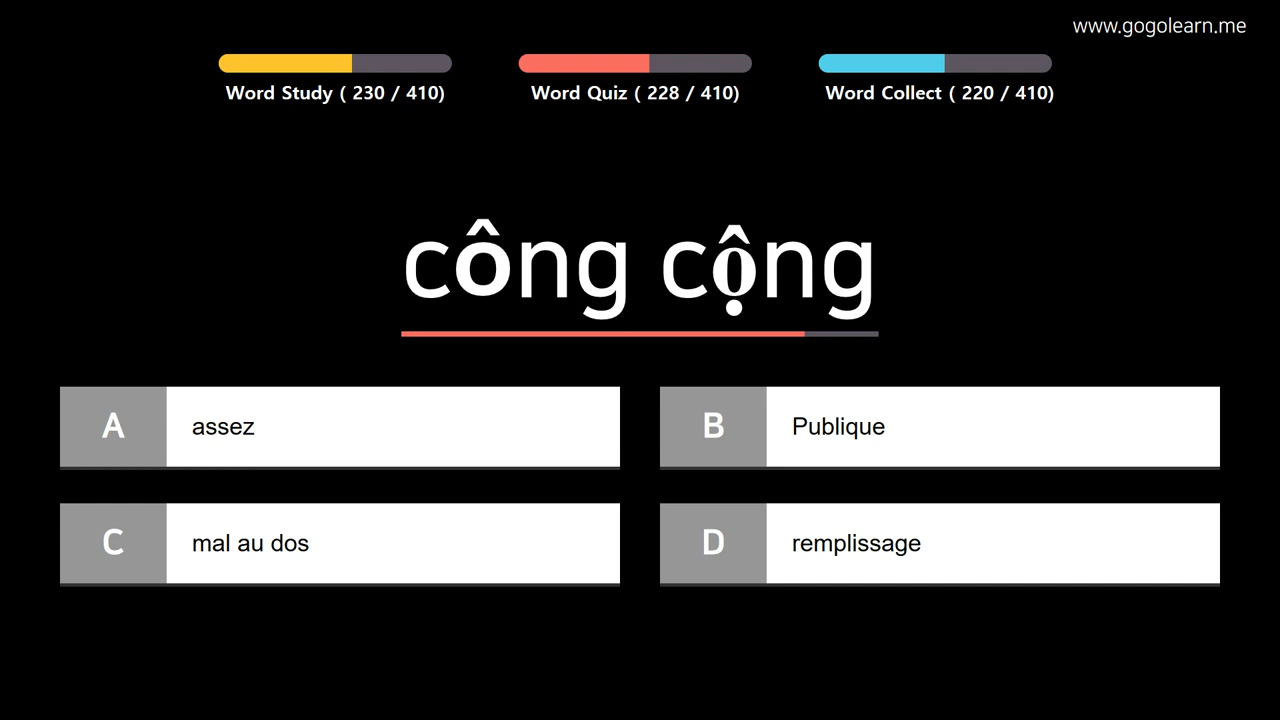 www.gogolearn.me
Word Study ( 230 / 410)
Word Quiz ( 228 / 410)
Word Collect ( 220 / 410)
công cộng
A assez
B Publique
C mal au dos
D remplissage